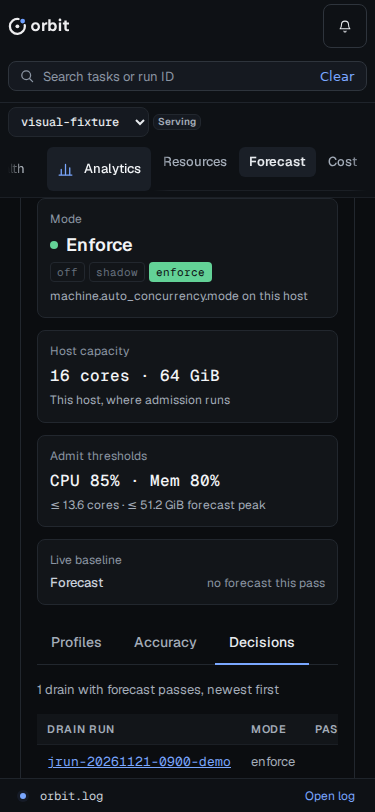 orbit
Search tasks or run ID Clear
visual-fixture Serving
Analytics Resources Forecast Cost
Mode
Enforce
off shadow enforce
machine.auto_concurrency.mode on this host
Host capacity
16 cores · 64 GiB
This host, where admission runs
Admit thresholds
CPU 85% · Mem 80%
≤ 13.6 cores · ≤ 51.2 GiB forecast peak
Live baseline
Forecast no forecast this pass
Profiles Accuracy Decisions
1 drain with forecast passes, newest first
DRAIN RUN MODE PAS
jrun-20261121-0900-demo enforce
orbit.log Open log